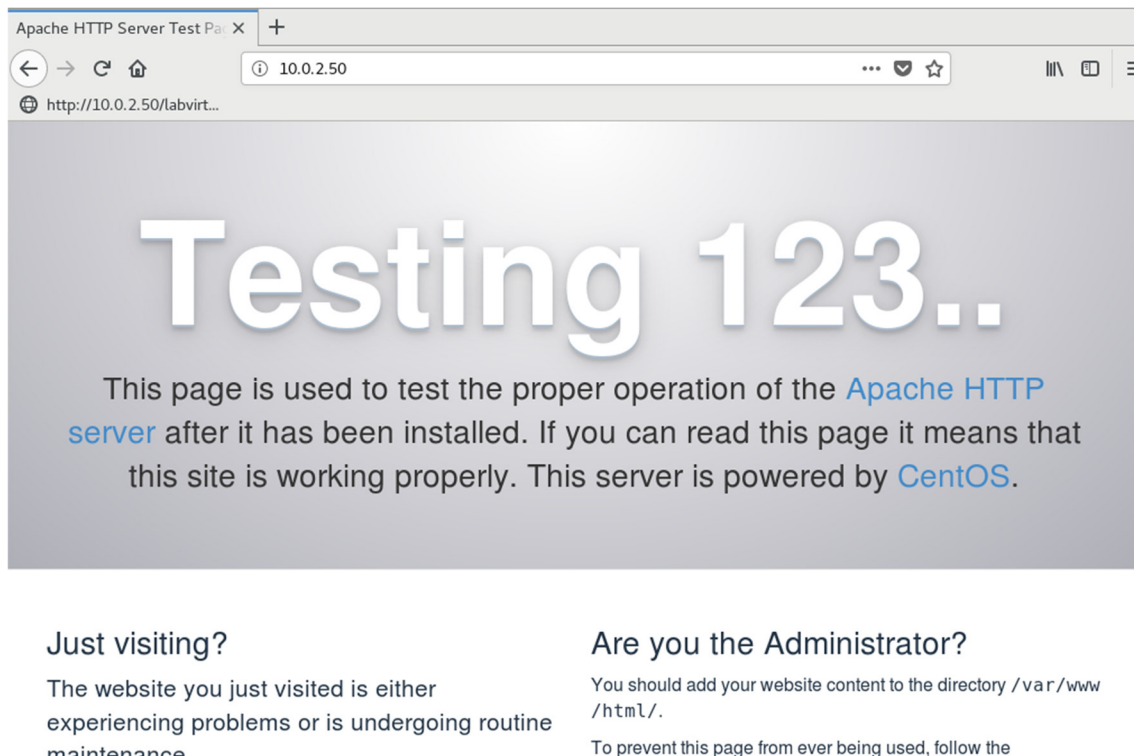 Apache HTTP Server Test Pa
10.0.2.50
http://10.0.2.50/labvirt...
Testing 123..
This page is used to test the proper operation of the Apache HTTP
server after it has been installed. If you can read this page it means that
this site is working properly. This server is powered by CentOS.
Just visiting?
The website you just visited is either
experiencing problems or is undergoing routine
maintenance.
Are you the Administrator?
You should add your website content to the directory /var/www
/html/.
To prevent this page from ever being used, follow the